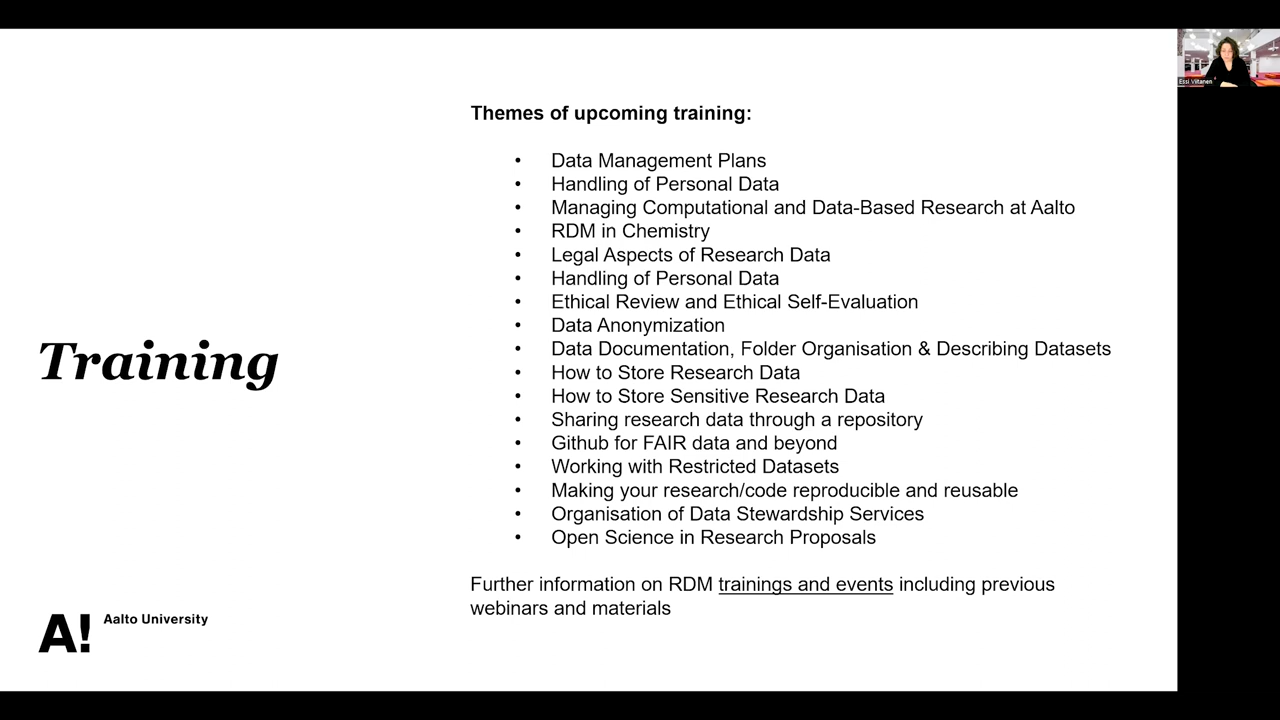 Essi Viitanen
Themes of upcoming training:
• Data Management Plans
• Handling of Personal Data
• Managing Computational and Data-Based Research at Aalto
• RDM in Chemistry
• Legal Aspects of Research Data
• Handling of Personal Data
• Ethical Review and Ethical Self-Evaluation
• Data Anonymization
• Data Documentation, Folder Organisation & Describing Datasets
• How to Store Research Data
• How to Store Sensitive Research Data
• Sharing research data through a repository
• Github for FAIR data and beyond
• Working with Restricted Datasets
• Making your research/code reproducible and reusable
• Organisation of Data Stewardship Services
• Open Science in Research Proposals
Further information on RDM trainings and events including previous
webinars and materials
Training
A! Aalto University